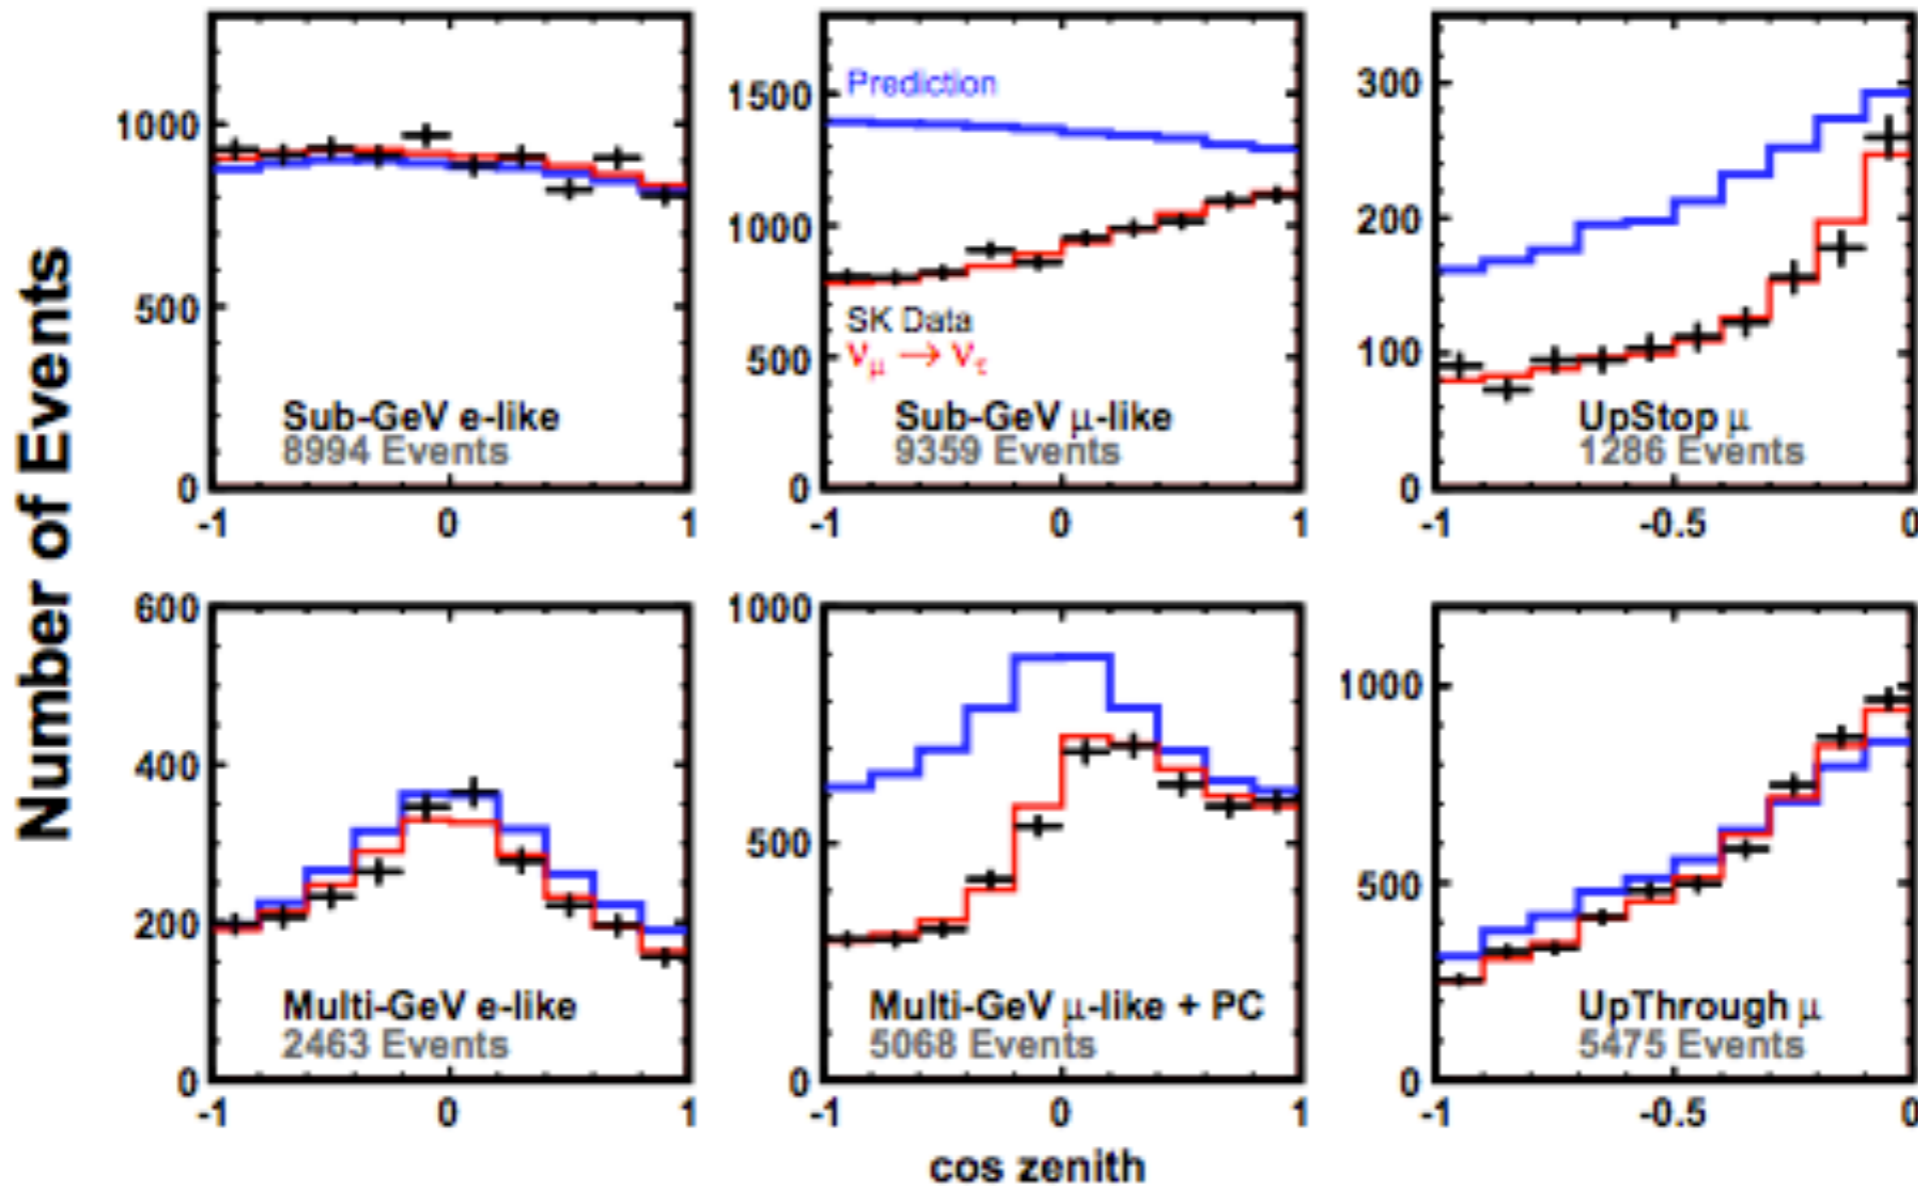 Number of Events
1000
500
0
-1
0
1
Sub-GeV e-like
8994 Events
1500
1000
500
0
-1
0
1
Prediction
SK Data
νμ → ντ
Sub-GeV μ-like
9359 Events
300
200
100
0
-1
-0.5
0
UpStop μ
1286 Events
600
400
200
0
-1
0
1
Multi-GeV e-like
2463 Events
1000
500
0
-1
0
1
Multi-GeV μ-like + PC
5068 Events
1000
500
0
-1
-0.5
0
UpThrough μ
5475 Events
cos zenith